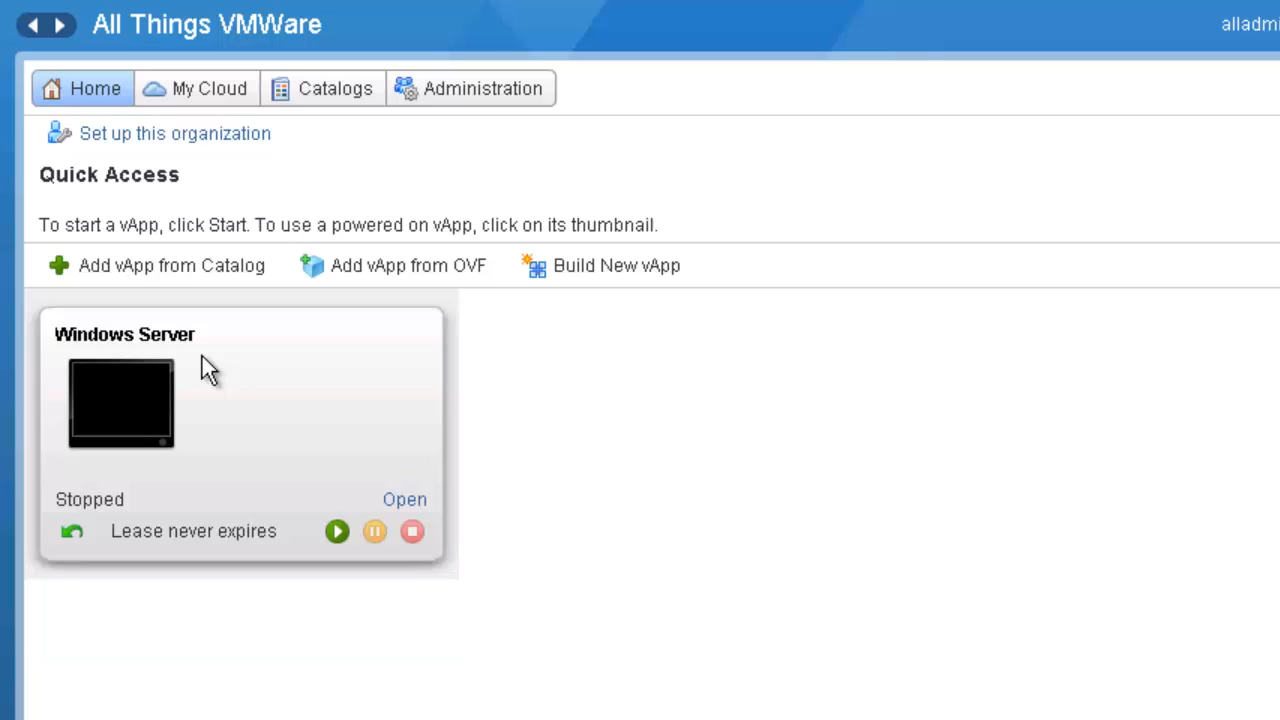 All Things VMWare
Home My Cloud Catalogs Administration
Set up this organization
Quick Access
To start a vApp, click Start. To use a powered on vApp, click on its thumbnail.
Add vApp from Catalog Add vApp from OVF Build New vApp
Windows Server
Stopped Open
Lease never expires